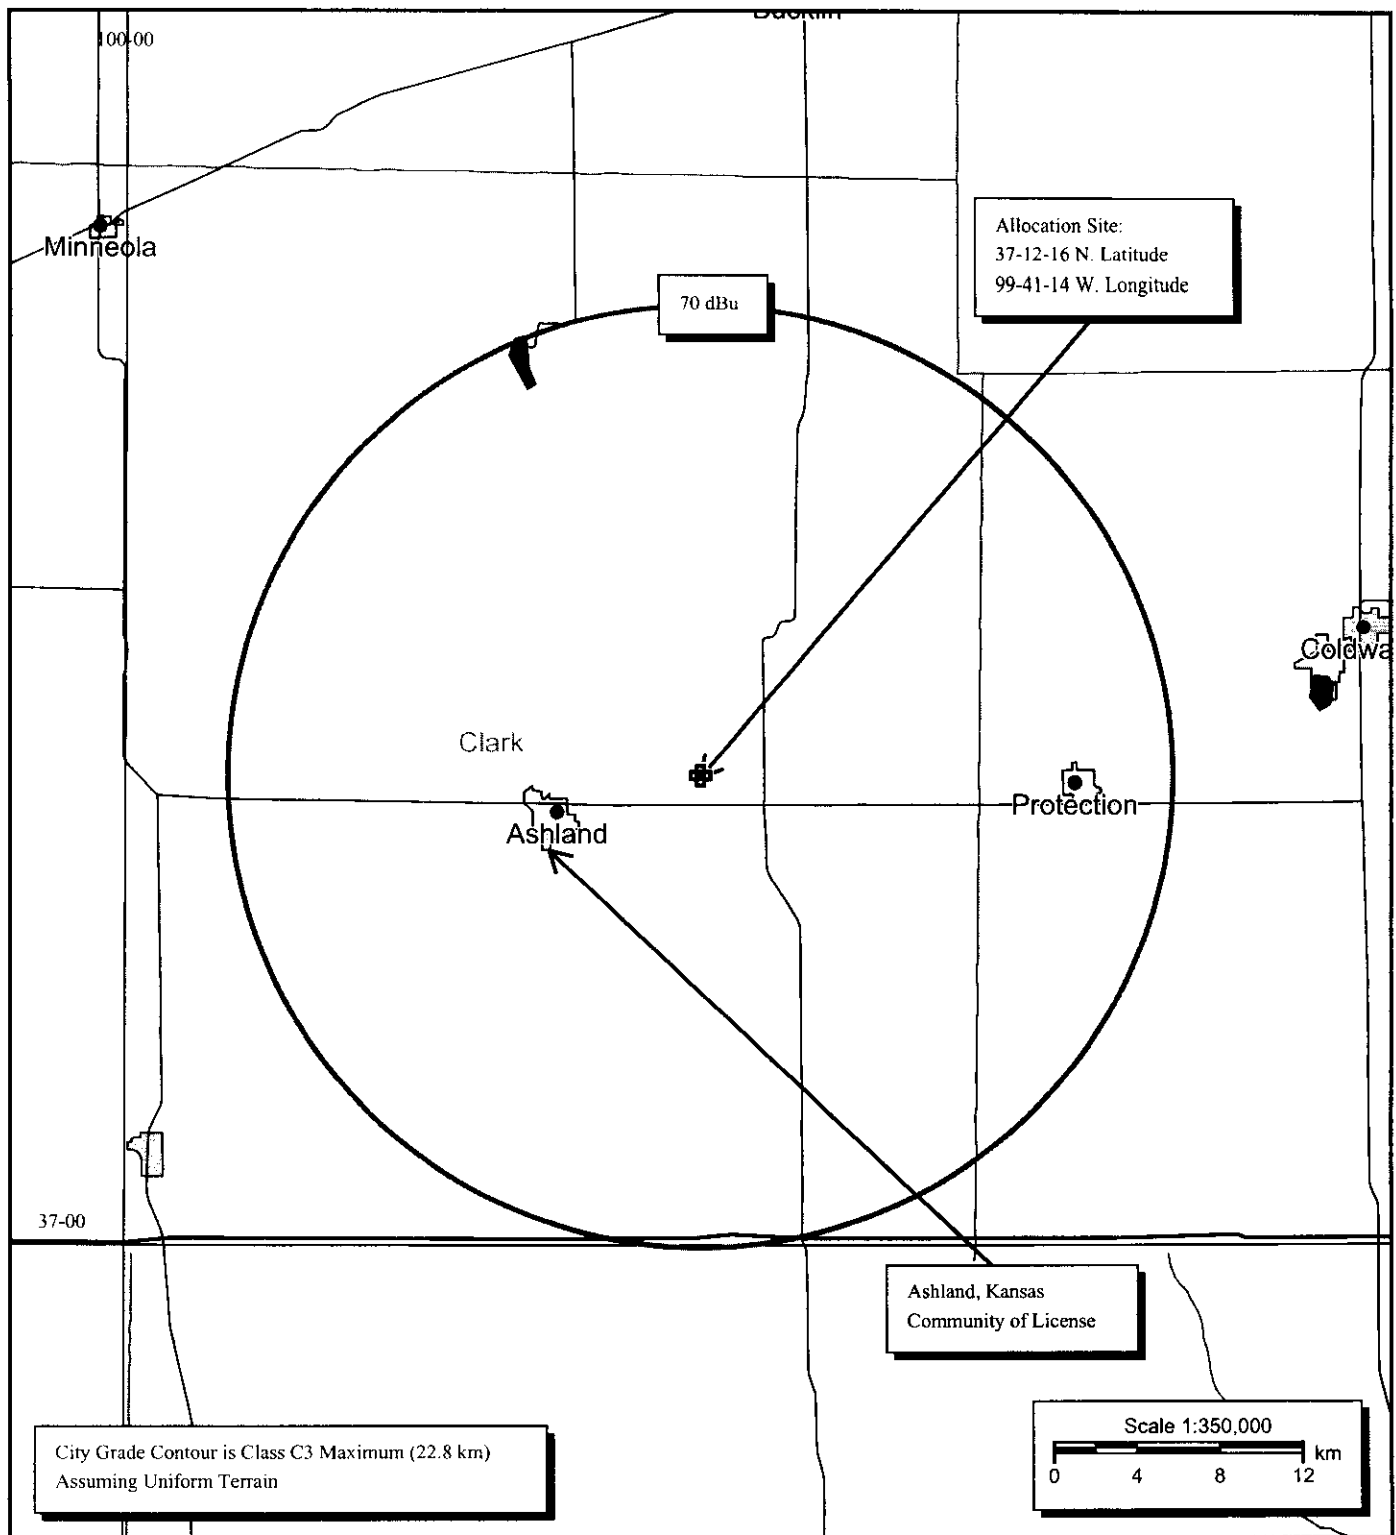 Bucklin
100-00
Minneola
Allocation Site:
37-12-16 N. Latitude
99-41-14 W. Longitude
70 dBu
Coldwa
Clark
Ashland
Protection
37-00
Ashland, Kansas
Community of License
City Grade Contour is Class C3 Maximum (22.8 km)
Assuming Uniform Terrain
Scale 1:350,000
km
0 4 8 12